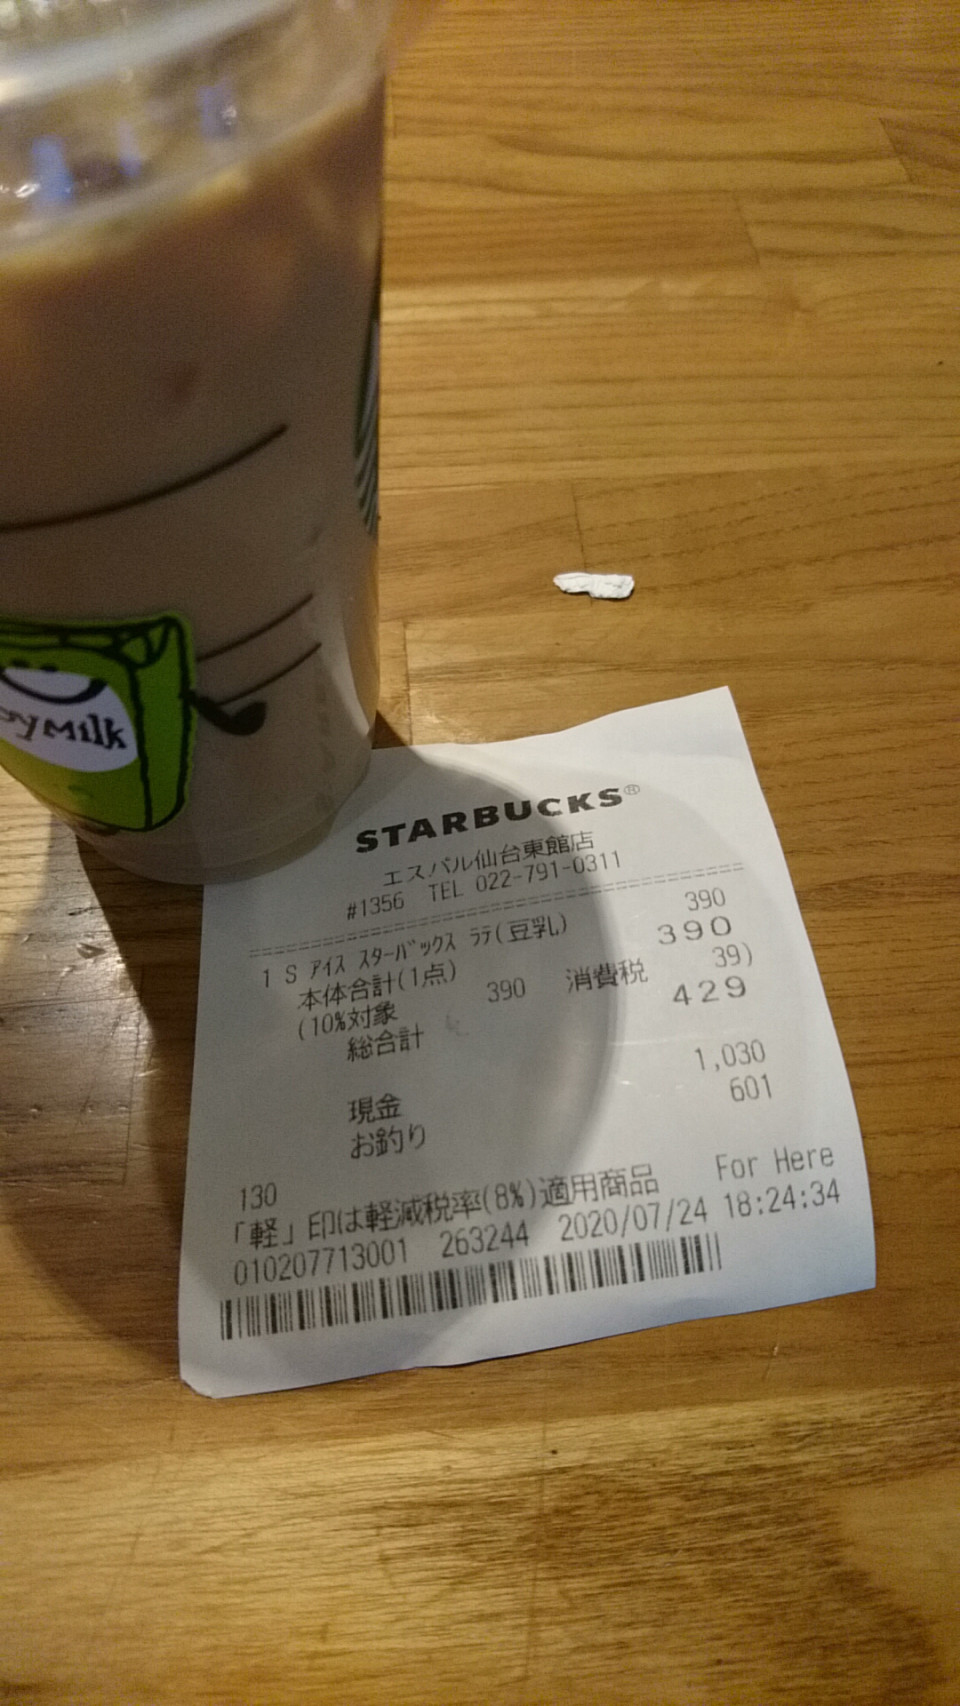 Milk
STARBUCKS®
エスパル仙台東館店
#1356 TEL 022-791-0311
1 S アイス スターバックス ラテ(豆乳) 390
本体合計(1点) 390
(10%対象 390 消費税 39)
総合計 429
現金 1,030
お釣り 601
130 For Here
「軽」印は軽減税率(8%)適用商品
010207713001 263244 2020/07/24 18:24:34